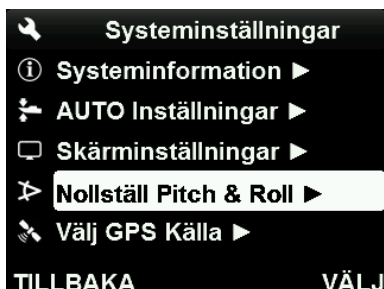 Systeminställningar
Systeminformation ▶
AUTO Inställningar ▶
Skärminställningar ▶
Nollställ Pitch & Roll ▶
Välj GPS Källa ▶
TILLBAKA VÄLJ